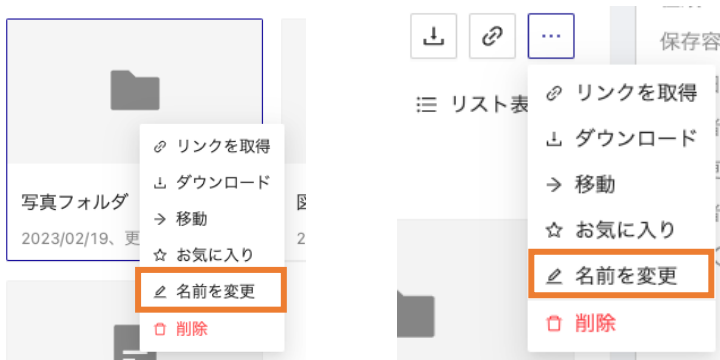 写真フォルダ
2023/02/19、更
リンクを取得
ダウンロード
移動
お気に入り
名前を変更
削除
2
保存容
リスト表
リンクを取得
ダウンロード
移動
お気に入り
名前を変更
削除